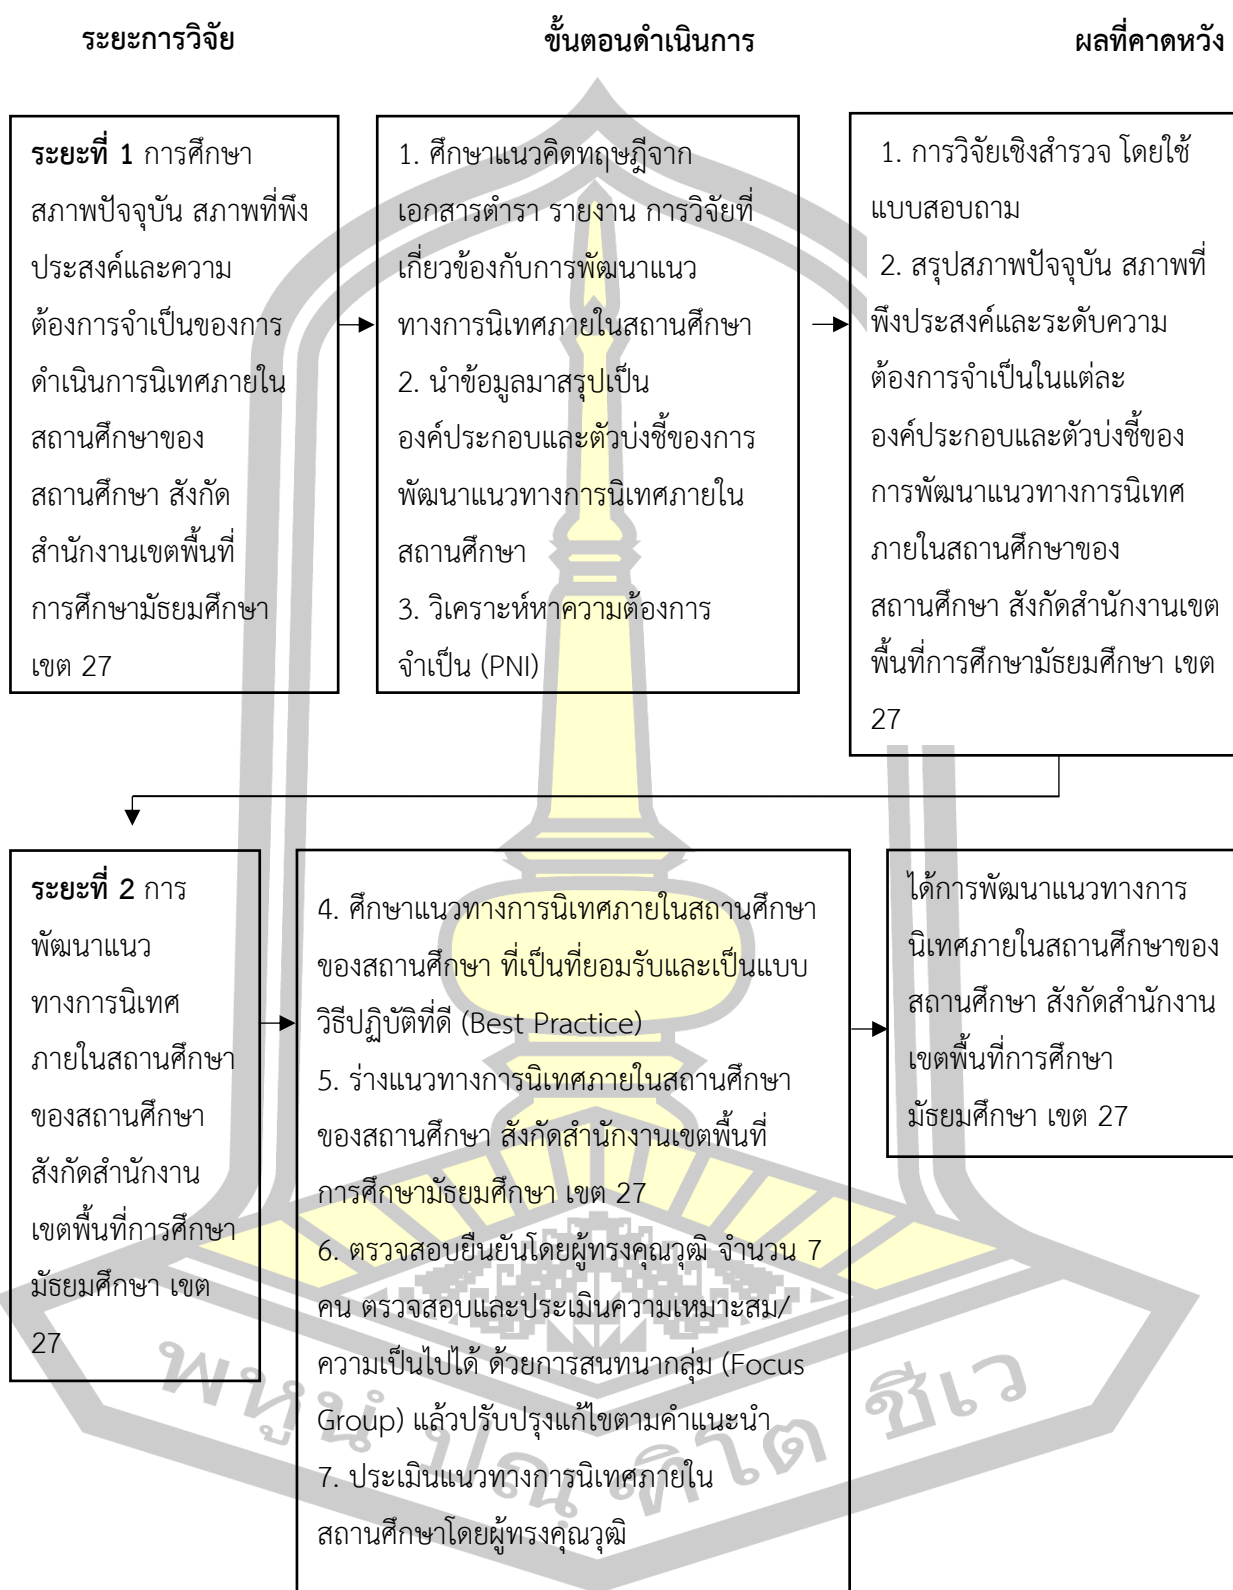 ระยะการวิจัย
ขั้นตอนดำเนินการ
ผลที่คาดหวัง
ระยะที่ 1 การศึกษา
สภาพปัจจุบัน สภาพที่พึง
ประสงค์และความ
ต้องการจำเป็นของการ
ดำเนินการนิเทศภายใน
สถานศึกษาของ
สถานศึกษา สังกัด
สำนักงานเขตพื้นที่
การศึกษามัธยมศึกษา
เขต 27
1. ศึกษาแนวคิดทฤษฎีจาก
เอกสารตำรา รายงาน การวิจัยที่
เกี่ยวข้องกับการพัฒนาแนว
ทางการนิเทศภายในสถานศึกษา
2. นำข้อมูลมาสรุปเป็น
องค์ประกอบและตัวบ่งชี้ของการ
พัฒนาแนวทางการนิเทศภายใน
สถานศึกษา
3. วิเคราะห์หาความต้องการ
จำเป็น (PNI)
1. การวิจัยเชิงสำรวจ โดยใช้
แบบสอบถาม
2. สรุปสภาพปัจจุบัน สภาพที่
พึงประสงค์และระดับความ
ต้องการจำเป็นในแต่ละ
องค์ประกอบและตัวบ่งชี้ของ
การพัฒนาแนวทางการนิเทศ
ภายในสถานศึกษาของ
สถานศึกษา สังกัดสำนักงานเขต
พื้นที่การศึกษามัธยมศึกษา เขต
27
ระยะที่ 2 การ
พัฒนาแนว
ทางการนิเทศ
ภายในสถานศึกษา
ของสถานศึกษา
สังกัดสำนักงาน
เขตพื้นที่การศึกษา
มัธยมศึกษา เขต
27
4. ศึกษาแนวทางการนิเทศภายในสถานศึกษา
ของสถานศึกษา ที่เป็นที่ยอมรับและเป็นแบบ
วิธีปฏิบัติที่ดี (Best Practice)
5. ร่างแนวทางการนิเทศภายในสถานศึกษา
ของสถานศึกษา สังกัดสำนักงานเขตพื้นที่
การศึกษามัธยมศึกษา เขต 27
6. ตรวจสอบยืนยันโดยผู้ทรงคุณวุฒิ จำนวน 7
คน ตรวจสอบและประเมินความเหมาะสม/
ความเป็นไปได้ ด้วยการสนทนากลุ่ม (Focus
Group) แล้วปรับปรุงแก้ไขตามคำแนะนำ
7. ประเมินแนวทางการนิเทศภายใน
สถานศึกษาโดยผู้ทรงคุณวุฒิ
ได้การพัฒนาแนวทางการ
นิเทศภายในสถานศึกษาของ
สถานศึกษา สังกัดสำนักงาน
เขตพื้นที่การศึกษา
มัธยมศึกษา เขต 27
พหูนํ ปณฺฑิโต ชีเว